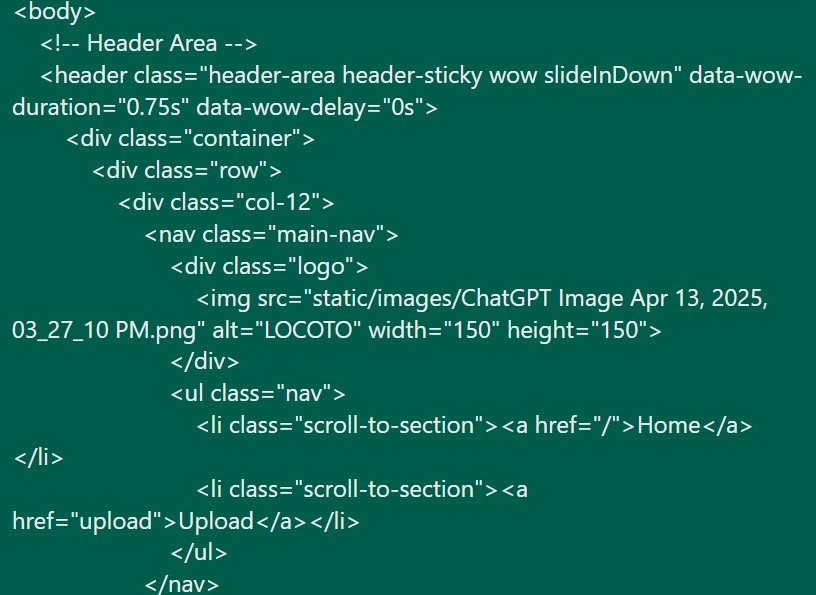 <body>
<!-- Header Area -->
<header class="header-area header-sticky wow slideInDown" data-wow-
duration="0.75s" data-wow-delay="0s">
<div class="container">
<div class="row">
<div class="col-12">
<nav class="main-nav">
<div class="logo">
<img src="static/images/ChatGPT Image Apr 13, 2025,
03_27_10 PM.png" alt="LOCOTO" width="150" height="150">
</div>
<ul class="nav">
<li class="scroll-to-section"><a href="/">Home</a>
</li>
<li class="scroll-to-section"><a
href="upload">Upload</a></li>
</ul>
</nav>